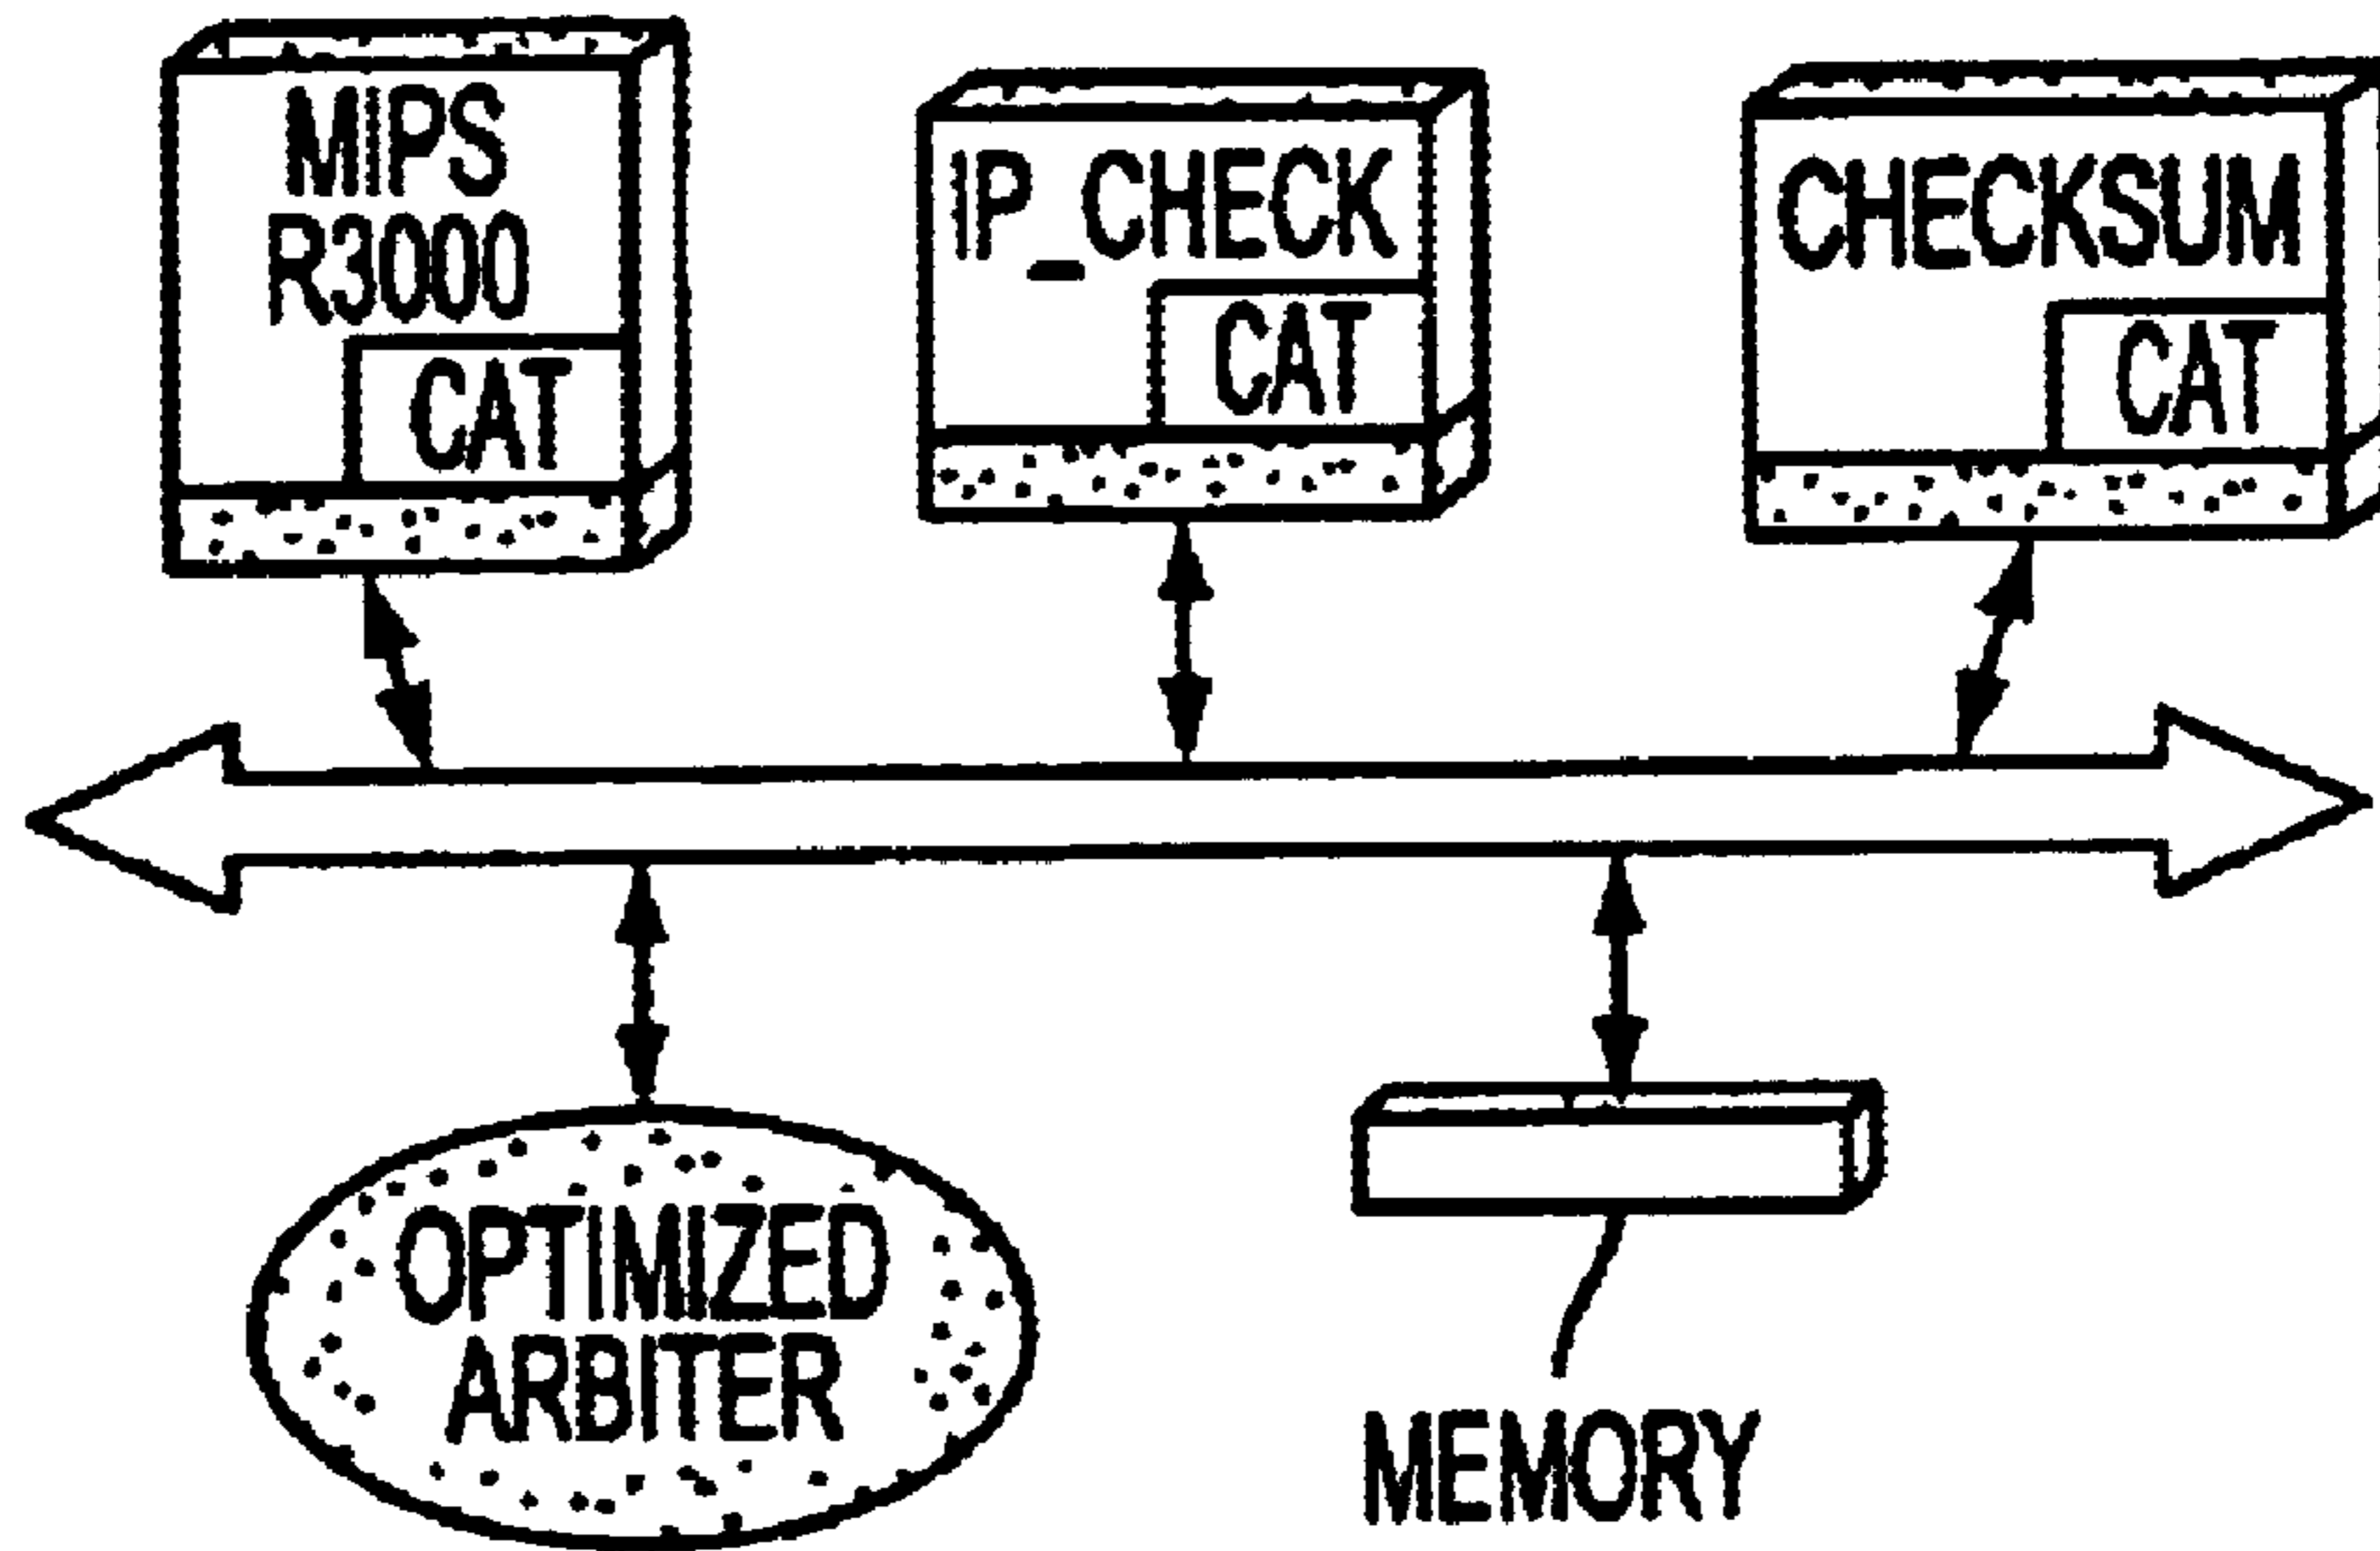 MIPS
R3000
CAT
IP_CHECK
CAT
CHECKSUM
CAT
OPTIMIZED
ARBITER
MEMORY